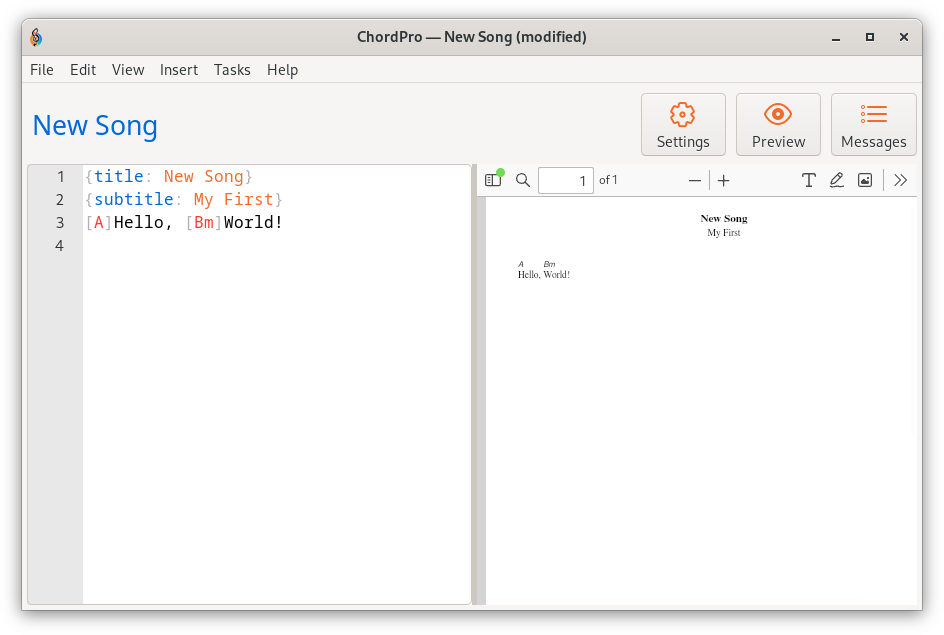 ChordPro — New Song (modified)
File Edit View Insert Tasks Help
New Song
Settings Preview Messages
1 {title: New Song}
2 {subtitle: My First}
3 [A]Hello, [Bm]World!
4
1 of 1
New Song
My First
A Bm
Hello, World!